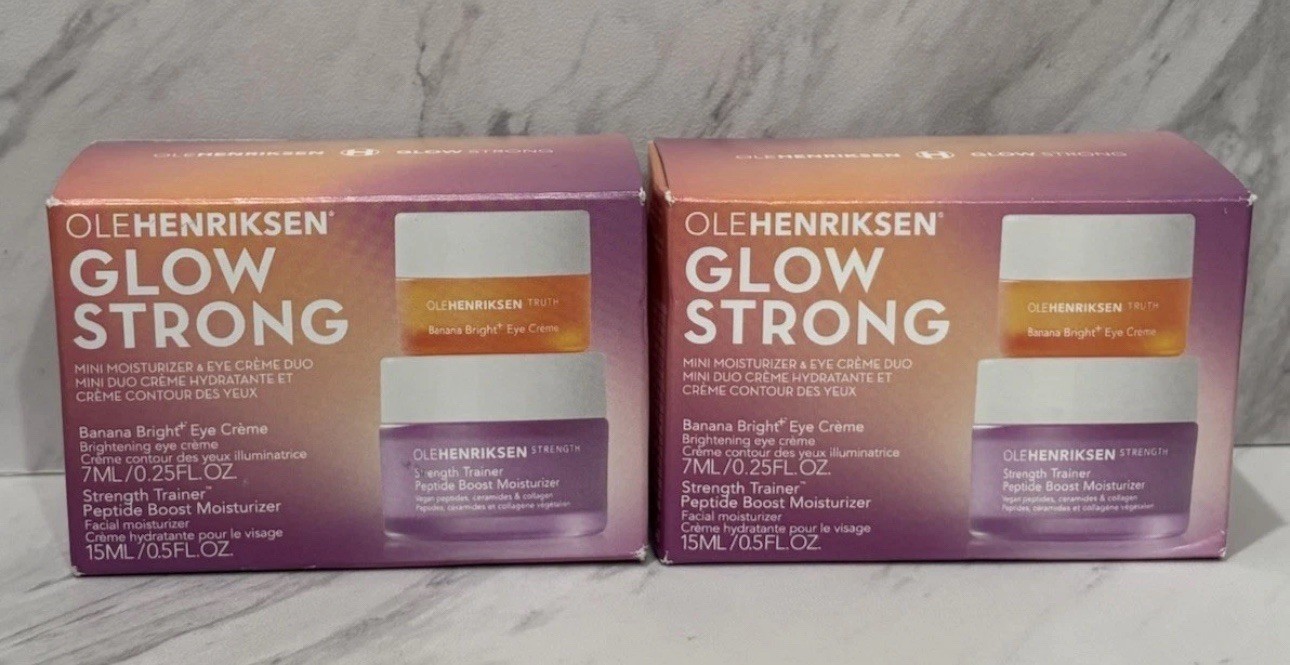 OLEHENRIKSEN H GLOW STRONG
OLEHENRIKSEN®
GLOW
STRONG
MINI MOISTURIZER & EYE CRÈME DUO
MINI DUO CRÈME HYDRATANTE ET
CRÈME CONTOUR DES YEUX
Banana Bright+ Eye Crème
Brightening eye crème
Crème contour des yeux illuminatrice
7ML/0.25FL.OZ.
Strength Trainer™
Peptide Boost Moisturizer
Facial moisturizer
Crème hydratante pour le visage
15ML/0.5FL.OZ.
OLEHENRIKSEN TRUTH
Banana Bright+ Eye Crème
OLEHENRIKSEN STRENGTH
Strength Trainer
Peptide Boost Moisturizer
Vegan peptides, ceramides & collagen
Peptides, céramides et collagène végétalien
OLEHENRIKSEN H GLOW STRONG
OLEHENRIKSEN®
GLOW
STRONG
MINI MOISTURIZER & EYE CRÈME DUO
MINI DUO CRÈME HYDRATANTE ET
CRÈME CONTOUR DES YEUX
Banana Bright+ Eye Crème
Brightening eye crème
Crème contour des yeux illuminatrice
7ML/0.25FL.OZ.
Strength Trainer™
Peptide Boost Moisturizer
Facial moisturizer
Crème hydratante pour le visage
15ML/0.5FL.OZ.
OLEHENRIKSEN TRUTH
Banana Bright+ Eye Crème
OLEHENRIKSEN STRENGTH
Strength Trainer
Peptide Boost Moisturizer
Vegan peptides, ceramides & collagen
Peptides, céramides et collagène végétalien